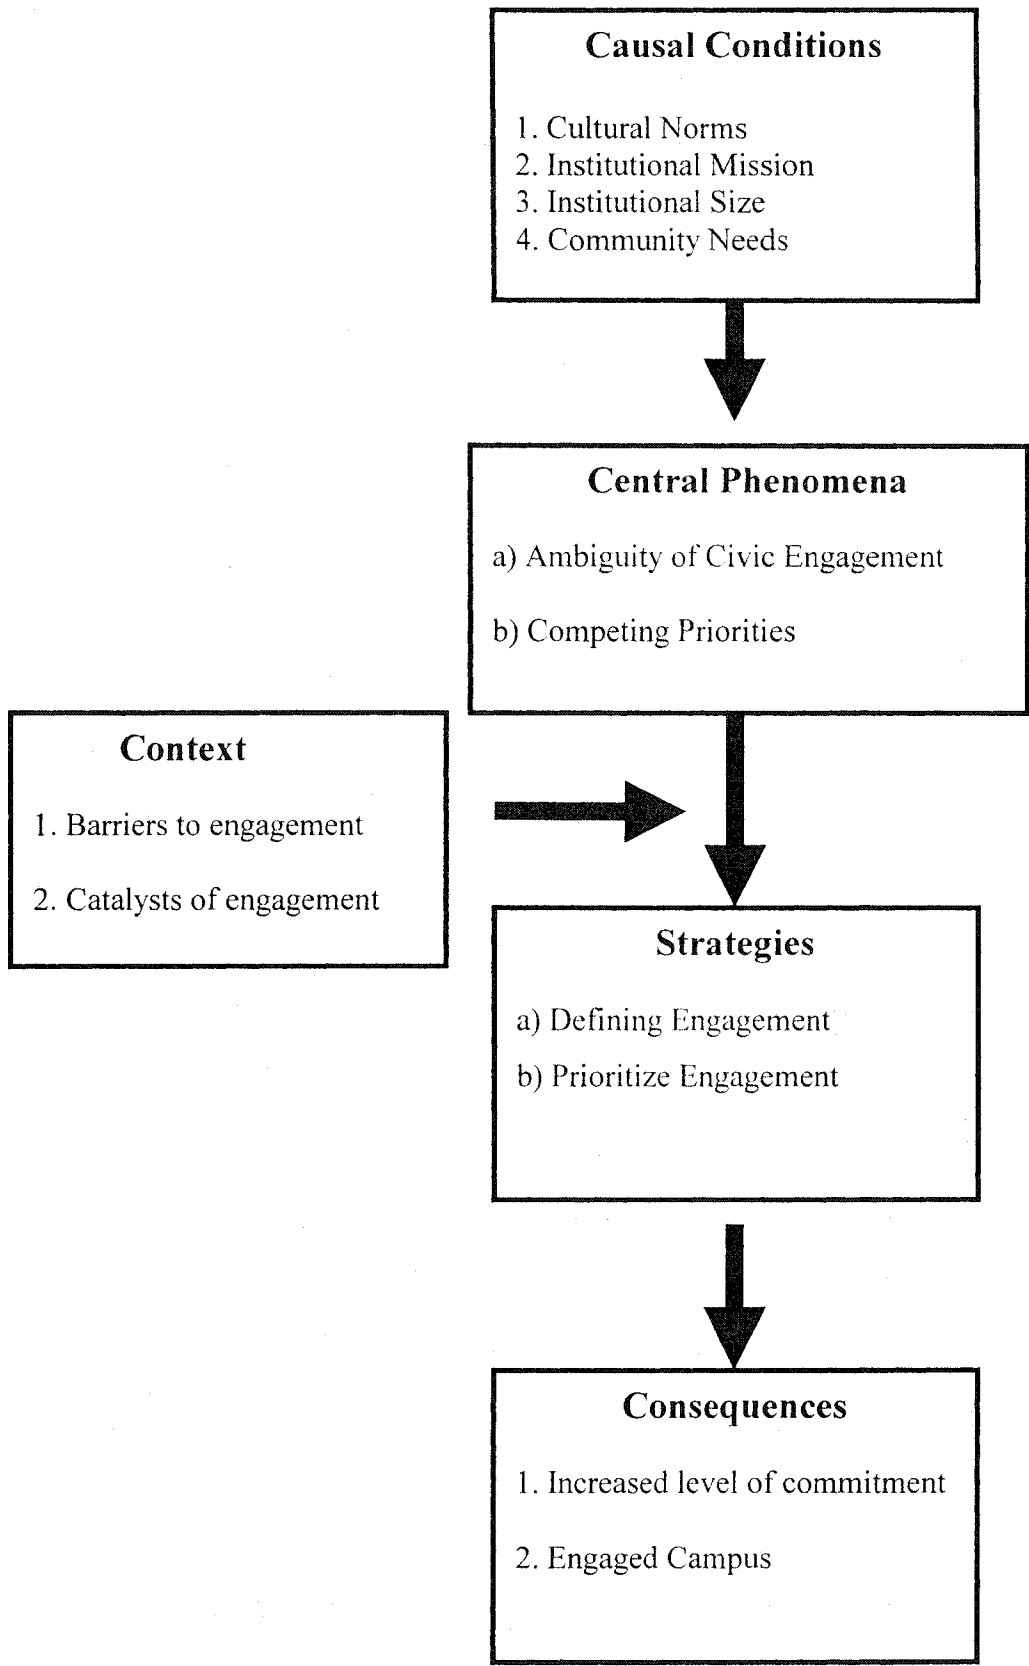 Causal Conditions
1. Cultural Norms
2. Institutional Mission
3. Institutional Size
4. Community Needs
Central Phenomena
a) Ambiguity of Civic Engagement
b) Competing Priorities
Context
1. Barriers to engagement
2. Catalysts of engagement
Strategies
a) Defining Engagement
b) Prioritize Engagement
Consequences
1. Increased level of commitment
2. Engaged Campus